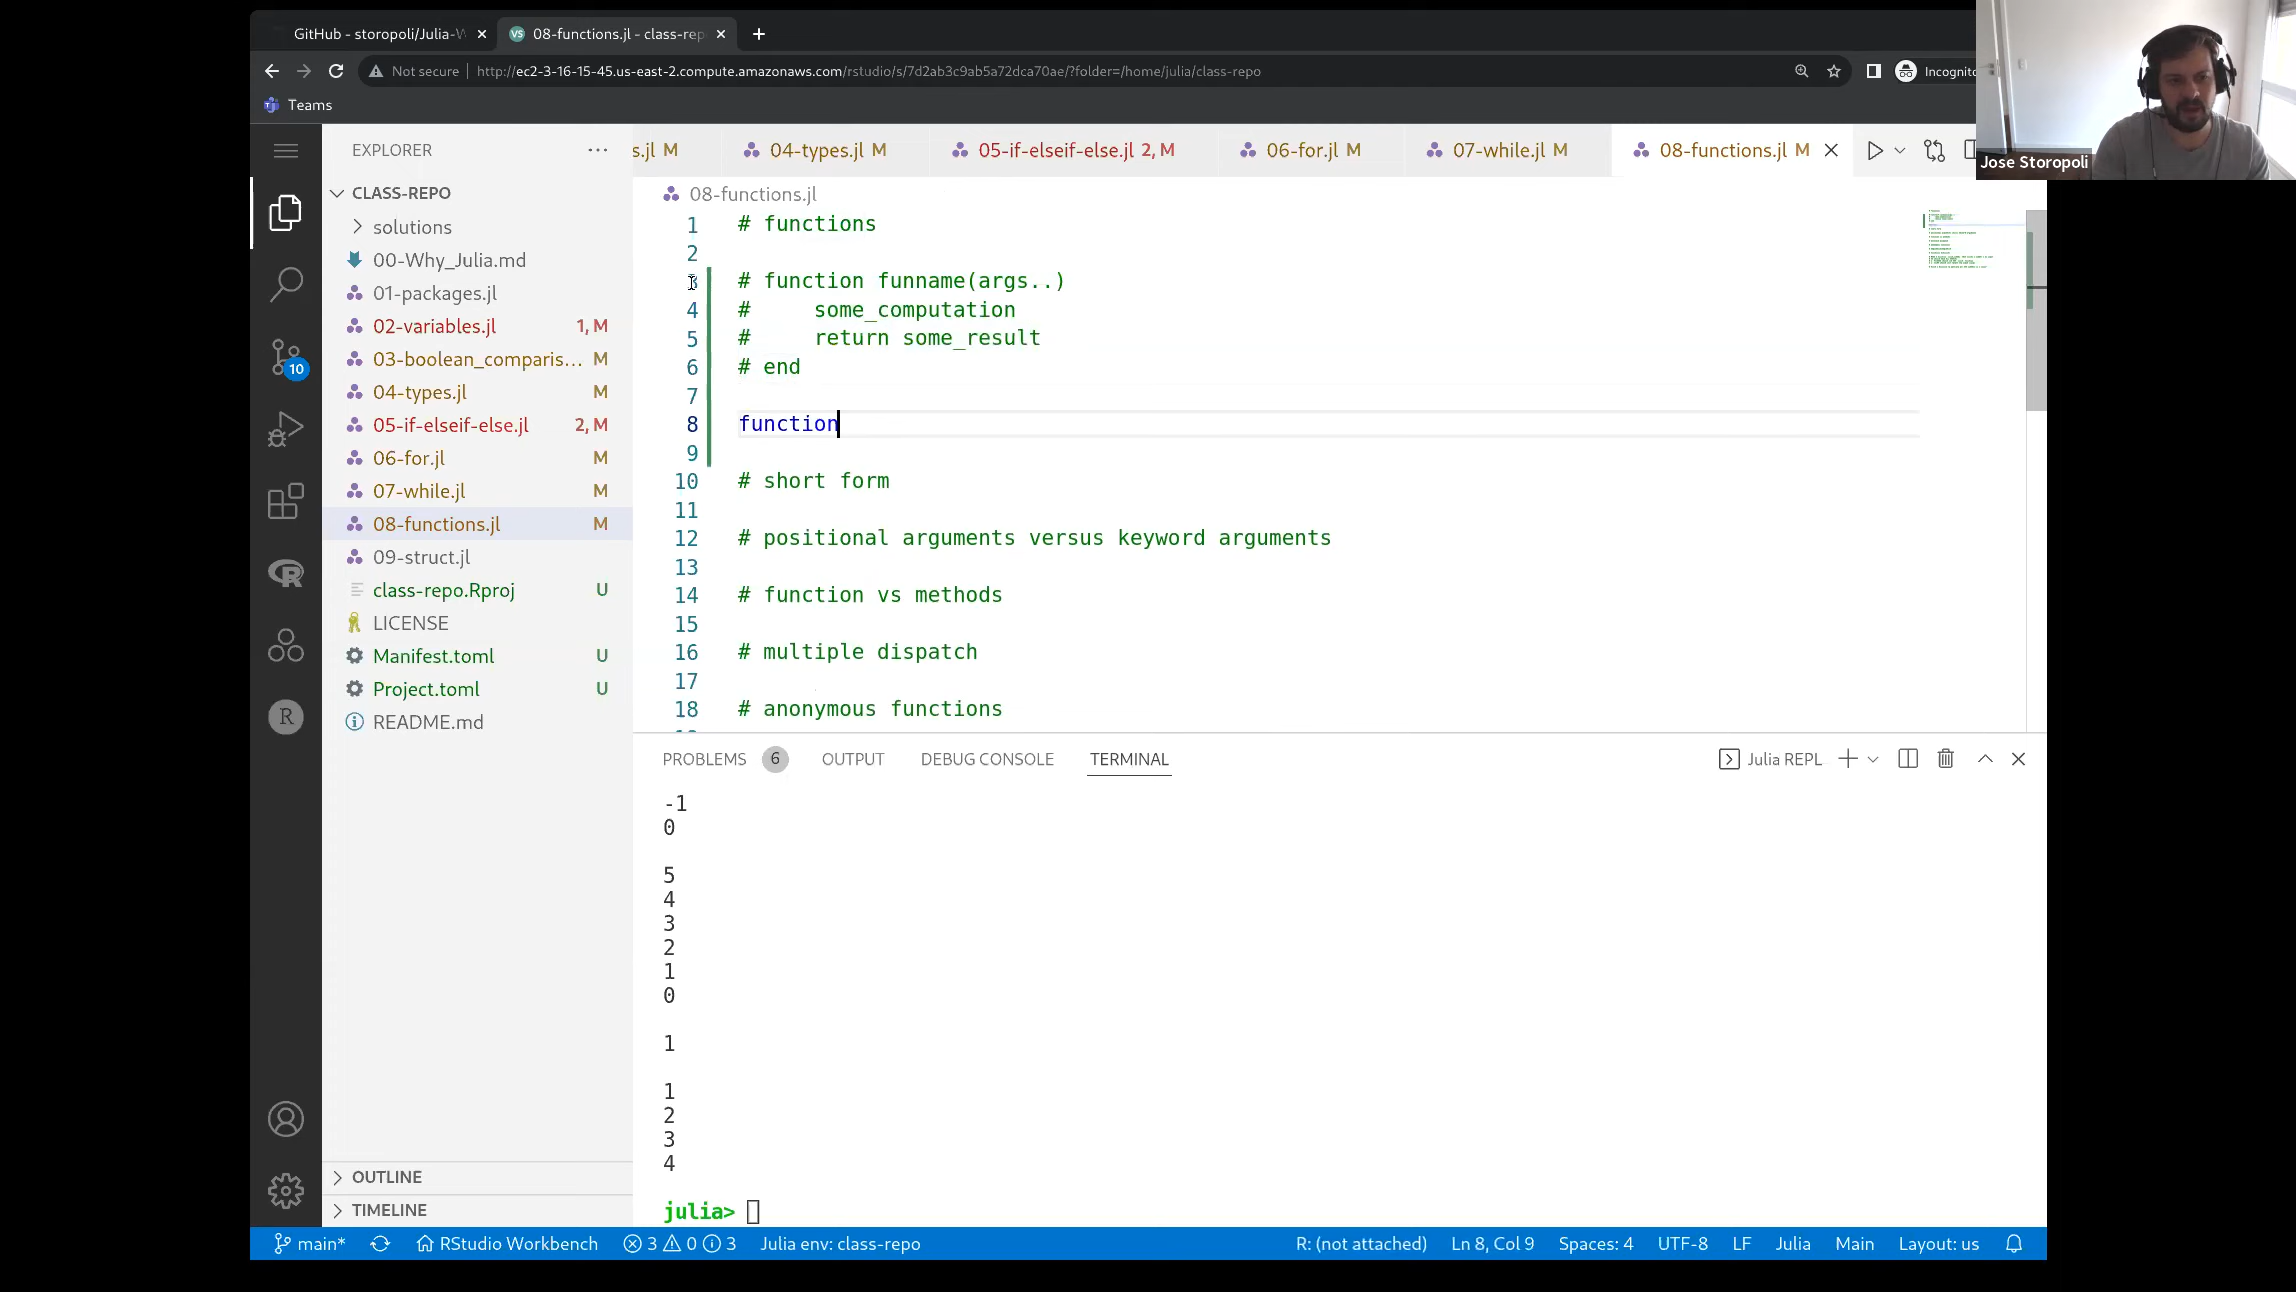 GitHub - storopoli/Julia-W
08-functions.jl - class-rep
Not secure | http://ec2-3-16-15-45.us-east-2.compute.amazonaws.com/rstudio/s/7d2ab3c9ab5a72dca70ae/?folder=/home/julia/class-repo
Incognito
Teams
Jose Storopoli
EXPLORER
s.jl M
04-types.jl M
05-if-elseif-else.jl 2, M
06-for.jl M
07-while.jl M
08-functions.jl M
CLASS-REPO
solutions
00-Why_Julia.md
01-packages.jl
02-variables.jl 1, M
03-boolean_comparis... M
04-types.jl M
05-if-elseif-else.jl 2, M
06-for.jl M
07-while.jl M
08-functions.jl M
09-struct.jl
class-repo.Rproj U
LICENSE
Manifest.toml U
Project.toml U
README.md
10
R
R
OUTLINE
TIMELINE
08-functions.jl
1 # functions
2
3 # function funname(args..)
4 #     some_computation
5 #     return some_result
6 # end
7
8 function
9
10 # short form
11
12 # positional arguments versus keyword arguments
13
14 # function vs methods
15
16 # multiple dispatch
17
18 # anonymous functions
PROBLEMS 6 OUTPUT DEBUG CONSOLE TERMINAL
Julia REPL
-1
0
5
4
3
2
1
0
1
1
2
3
4
julia>
main* RStudio Workbench 3 0 3 Julia env: class-repo
R: (not attached) Ln 8, Col 9 Spaces: 4 UTF-8 LF Julia Main Layout: us